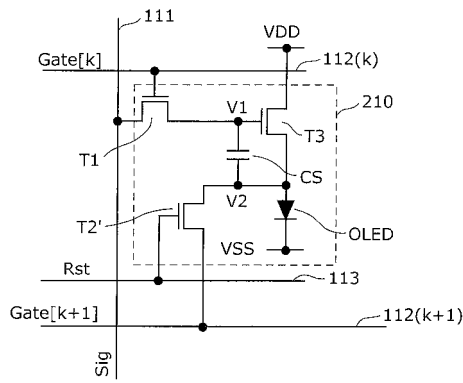 111
VDD
Gate[k]
112(k)
210
V1
T1
T3
CS
V2
T2'
OLED
VSS
Rst
113
Gate[k+1]
112(k+1)
Sig